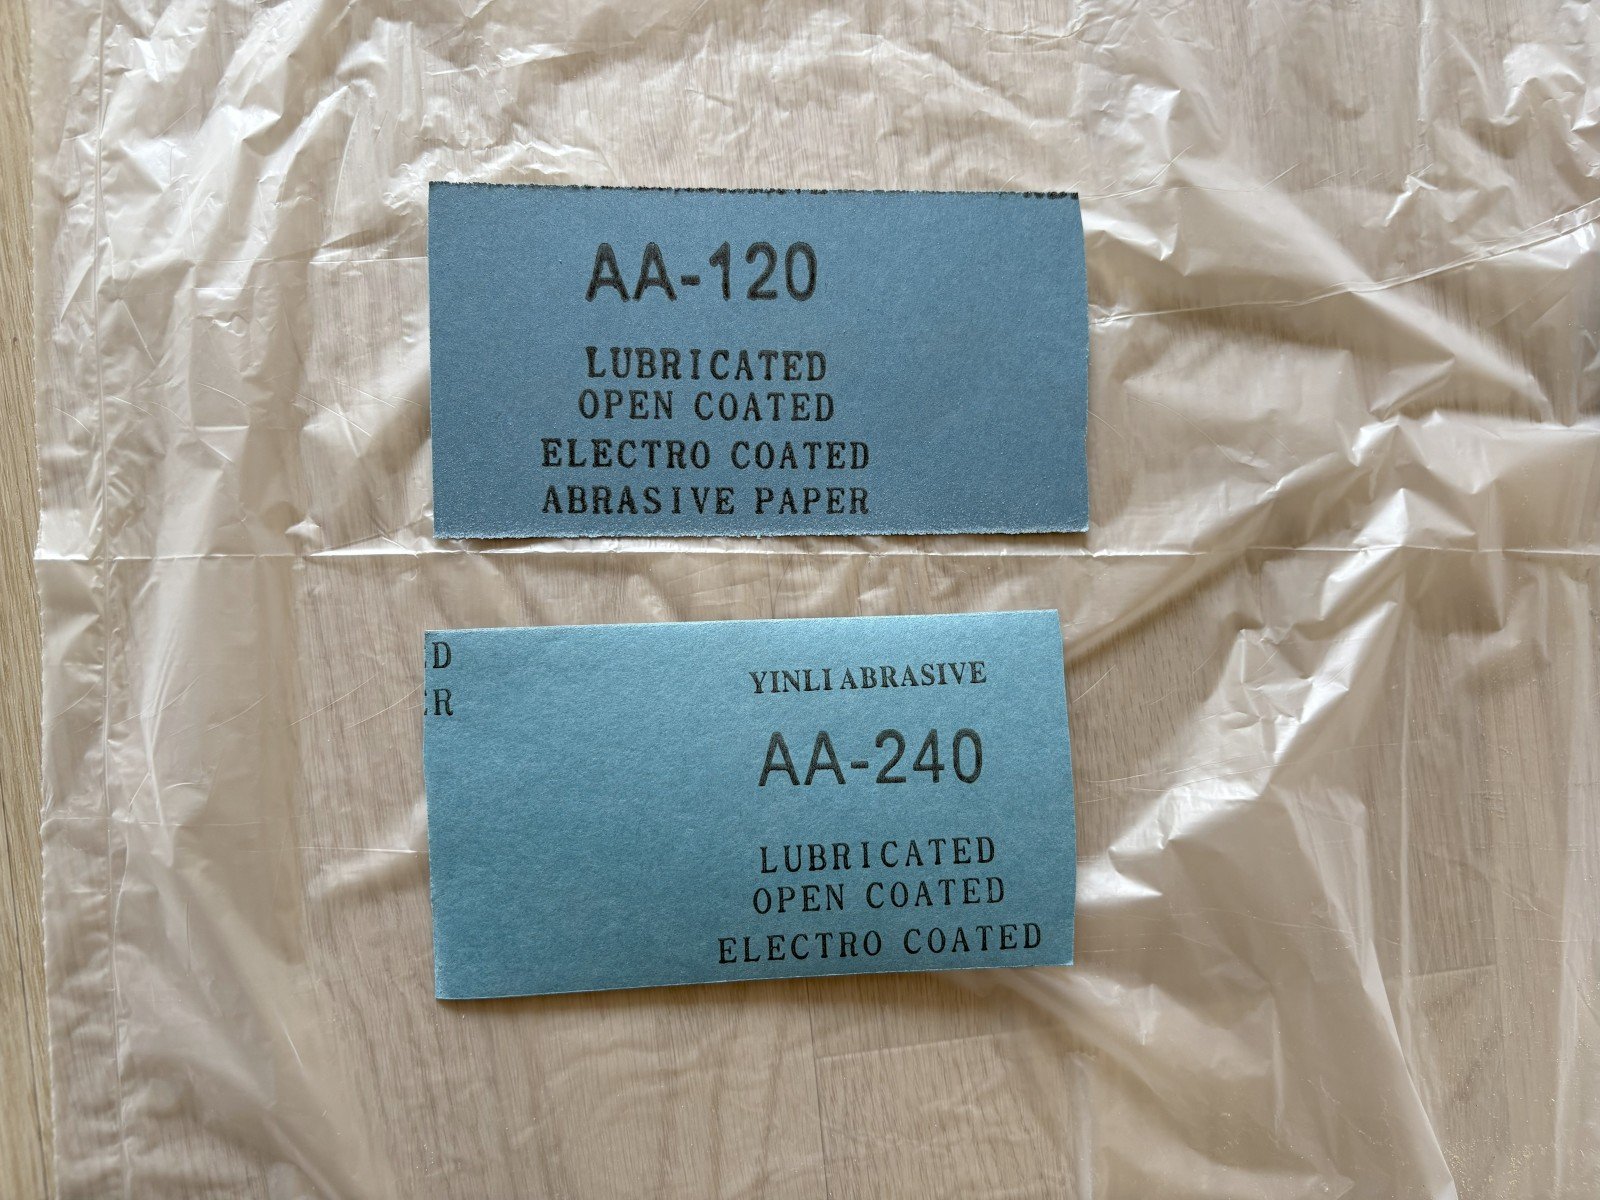 AA-120
LUBRICATED
OPEN COATED
ELECTRO COATED
ABRASIVE PAPER
D
R
YINLI ABRASIVE
AA-240
LUBRICATED
OPEN COATED
ELECTRO COATED